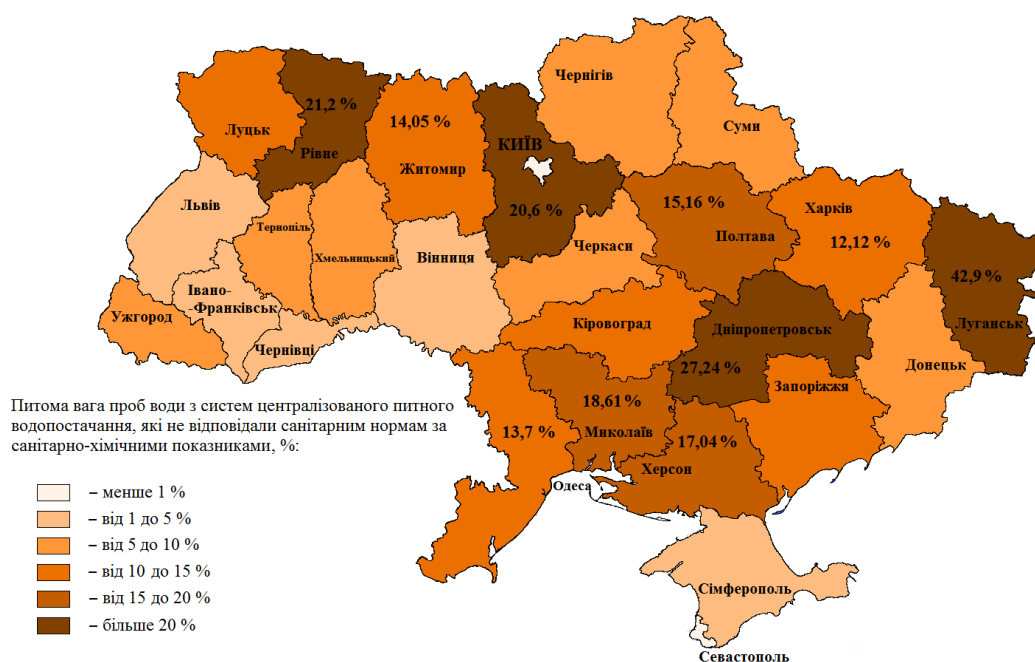 Чернігів
Суми
21,2 %
Луцьк
Рівне
14,05 %
Житомир
КИЇВ
20,6 %
15,16 %
Полтава
Харків
12,12 %
42,9 %
Луганськ
Львів
Тернопіль
Хмельницький
Вінниця
Черкаси
Івано-
-Франківськ
Ужгород
Чернівці
Кіровоград
Дніпропетровськ
27,24 %
Донецьк
Запоріжжя
18,61 %
Миколаїв
13,7 %
17,04 %
Херсон
Одеса
Сімферополь
Севастополь
Питома вага проб води з систем централізованого питного
водопостачання, які не відповідали санітарним нормам за
санітарно-хімічними показниками, %:
– менше 1 %
– від 1 до 5 %
– від 5 до 10 %
– від 10 до 15 %
– від 15 до 20 %
– більше 20 %